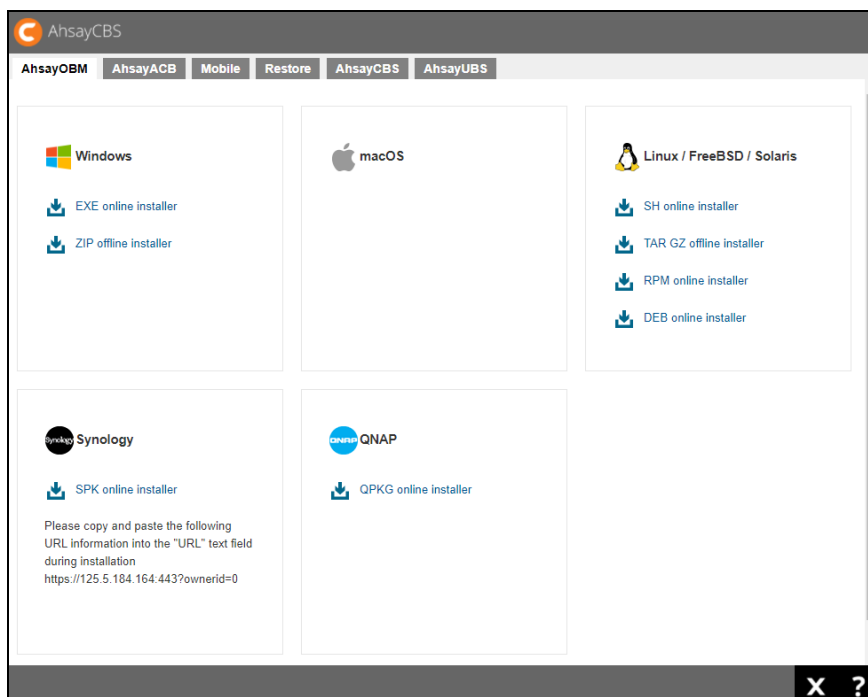 AhsayCBS
AhsayOBM AhsayACB Mobile Restore AhsayCBS AhsayUBS
Windows
EXE online installer
ZIP offline installer
macOS
Linux / FreeBSD / Solaris
SH online installer
TAR GZ offline installer
RPM online installer
DEB online installer
Synology Synology
SPK online installer
Please copy and paste the following
URL information into the "URL" text field
during installation
https://125.5.184.164:443?ownerid=0
QNAP QNAP
QPKG online installer
X ?